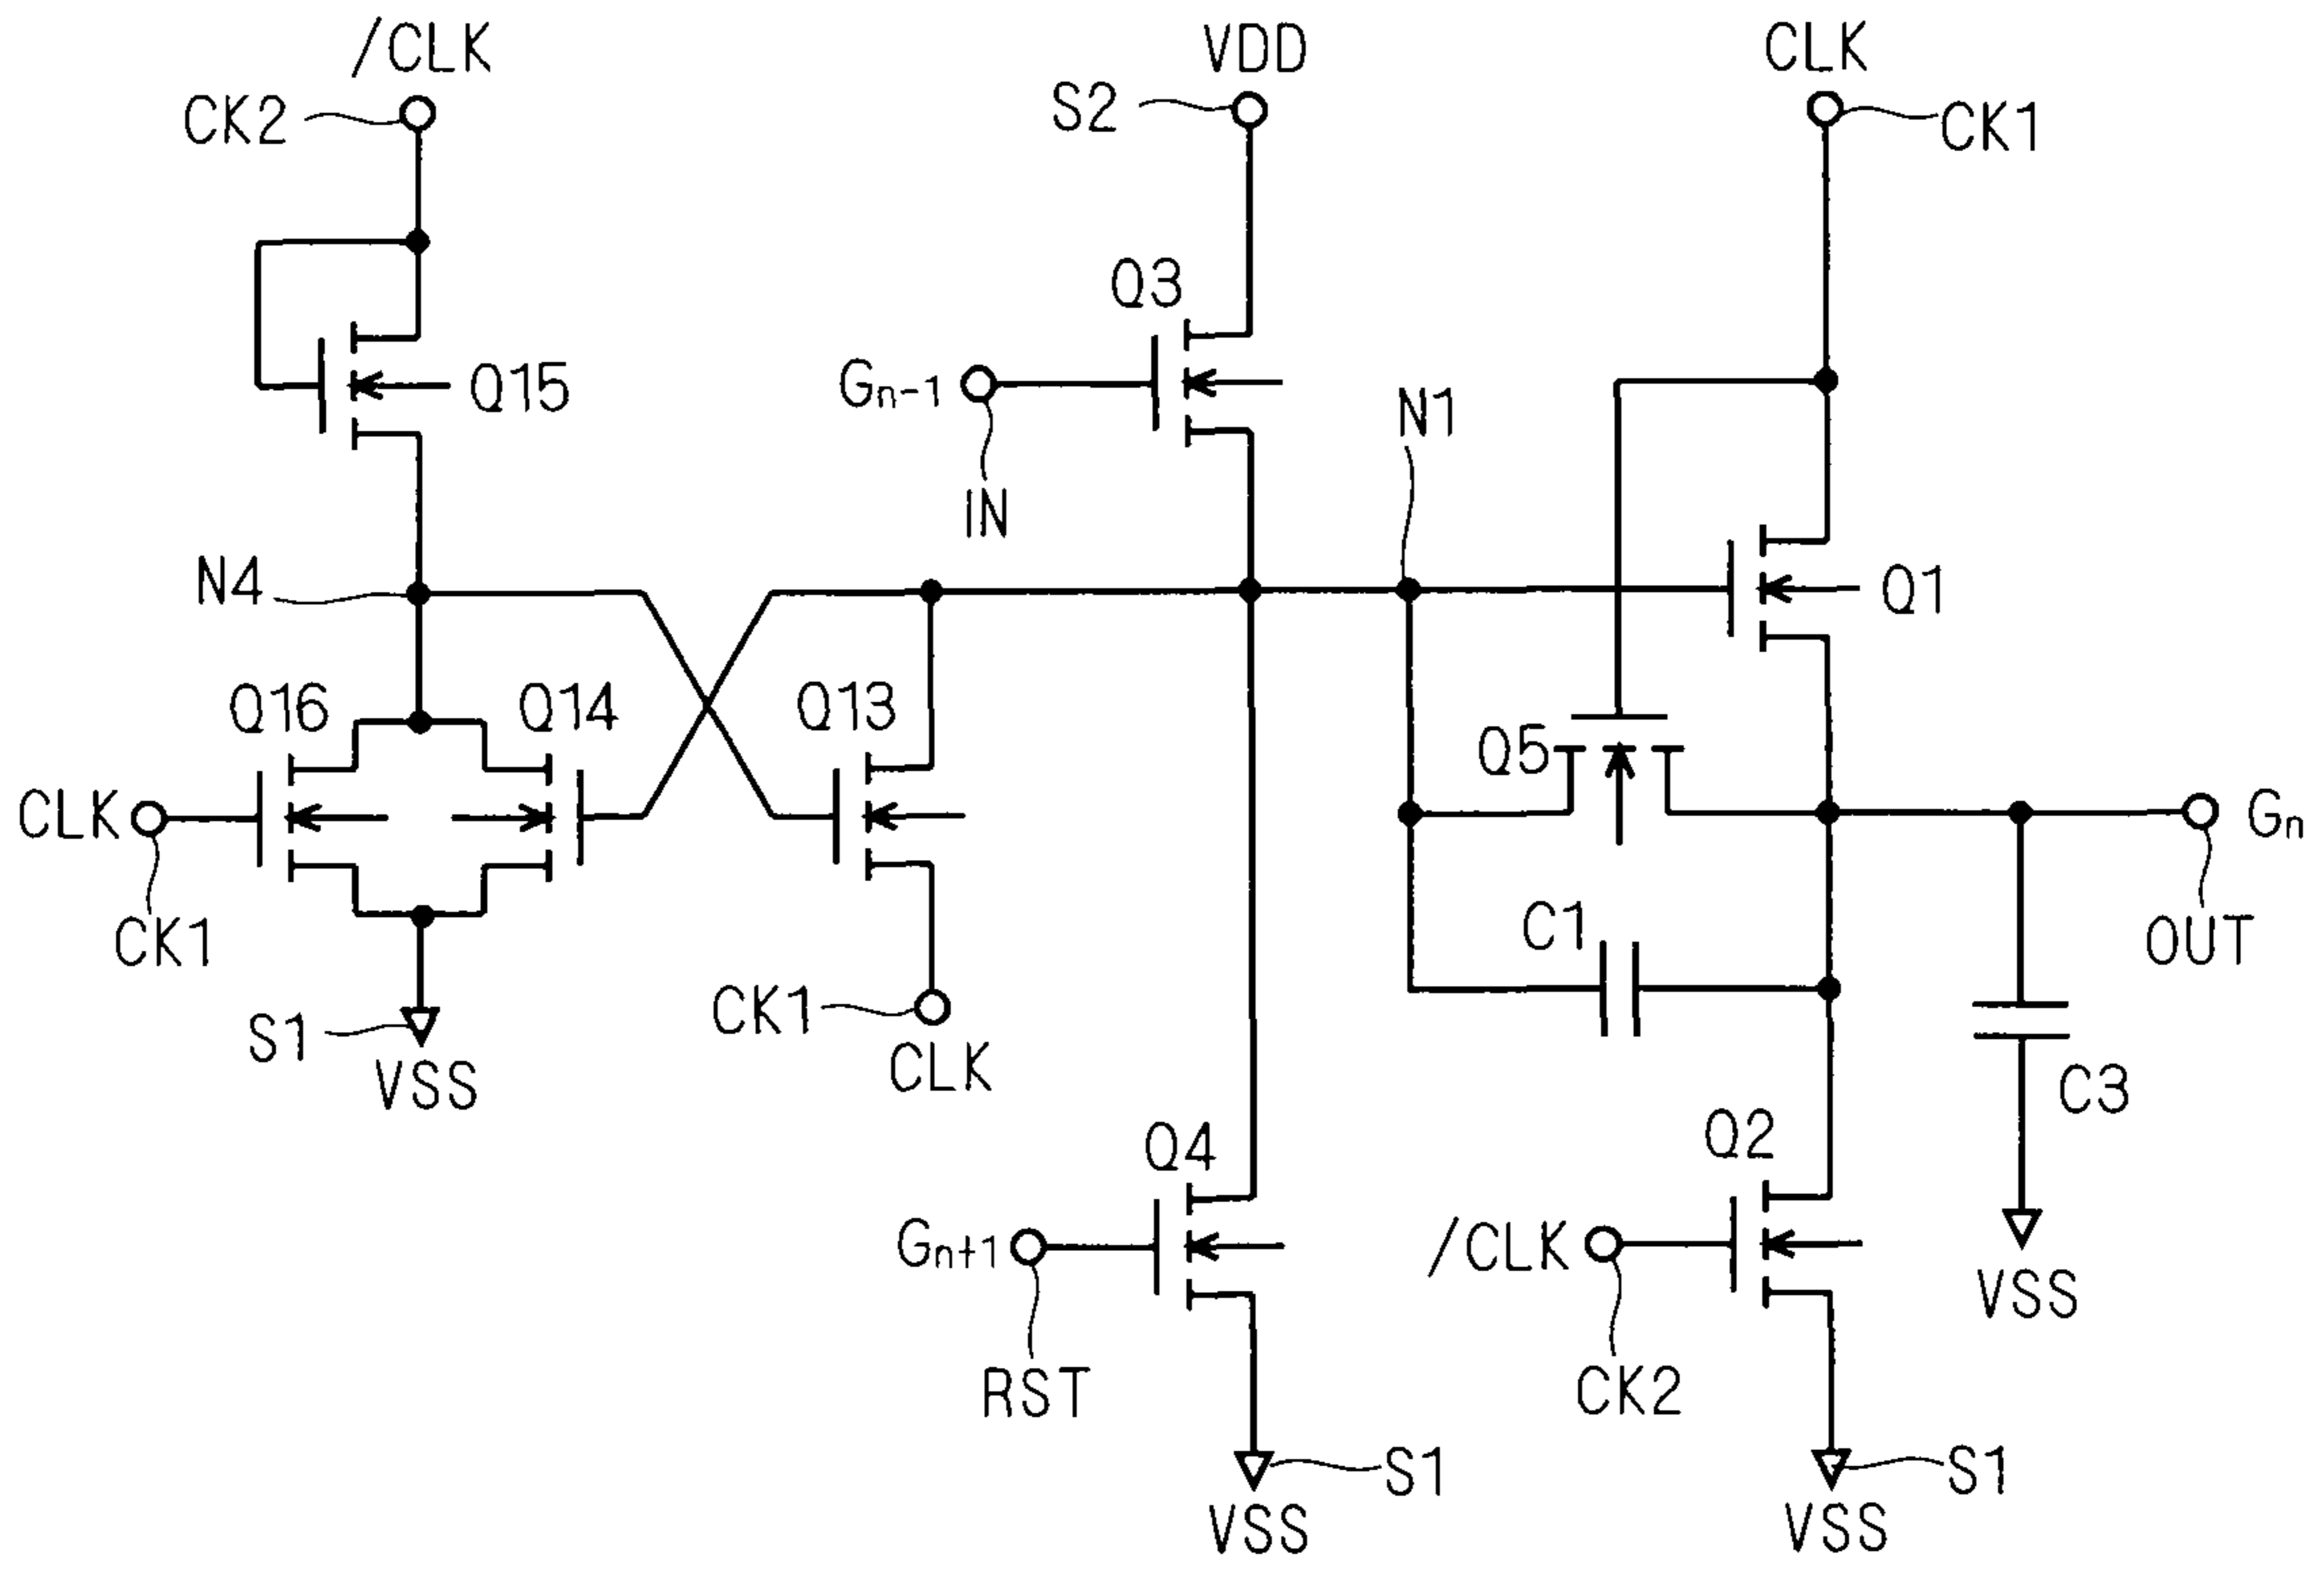 /CLK
VDD
CLK
CK2
S2
CK1
Q3
Q15
Gn-1
N1
IN
N4
Q1
Q16
Q14
Q13
Q5
CLK
Gn
CK1
C1
OUT
S1
CK1
VSS
CLK
C3
Q4
Q2
Gn+1
/CLK
VSS
RST
CK2
S1
S1
VSS
VSS